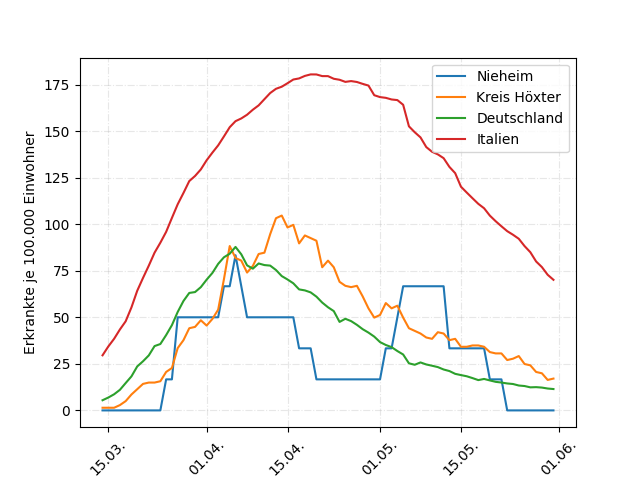 Nieheim
Kreis Höxter
Deutschland
Italien
Erkrankte je 100.000 Einwohner
175
150
125
100
75
50
25
0
15.03.
01.04.
15.04.
01.05.
15.05.
01.06.